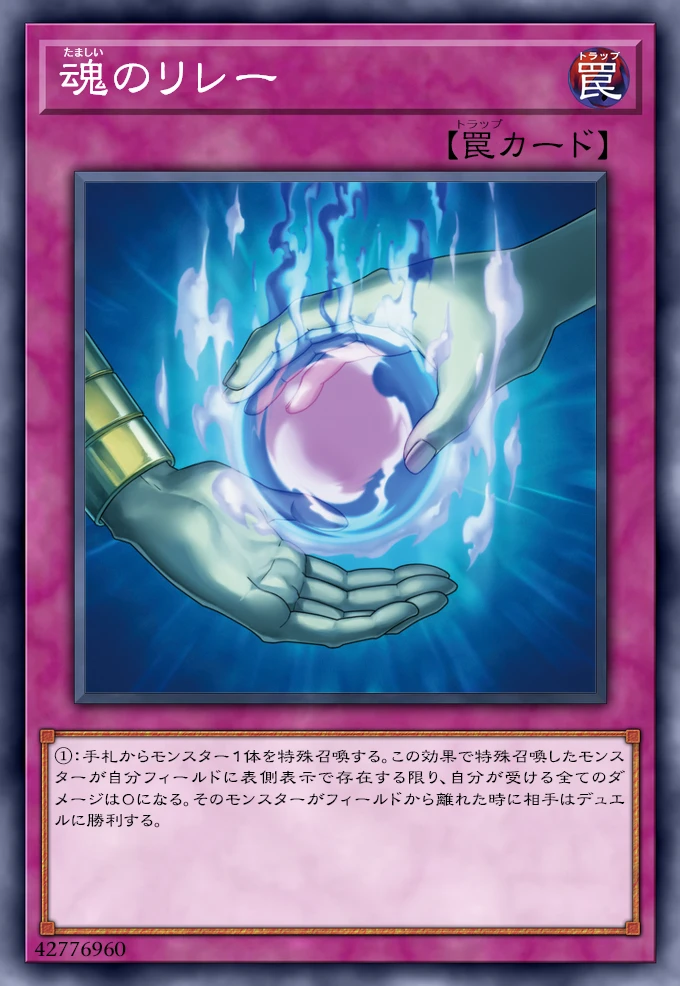 たましい
魂のリレー
トラップ
罠
トラップ
【罠カード】
①:手札からモンスター1体を特殊召喚する。この効果で特殊召喚したモンス
ターが自分フィールドに表側表示で存在する限り、自分が受ける全てのダ
メージは0になる。そのモンスターがフィールドから離れた時に相手はデュエ
ルに勝利する。
42776960